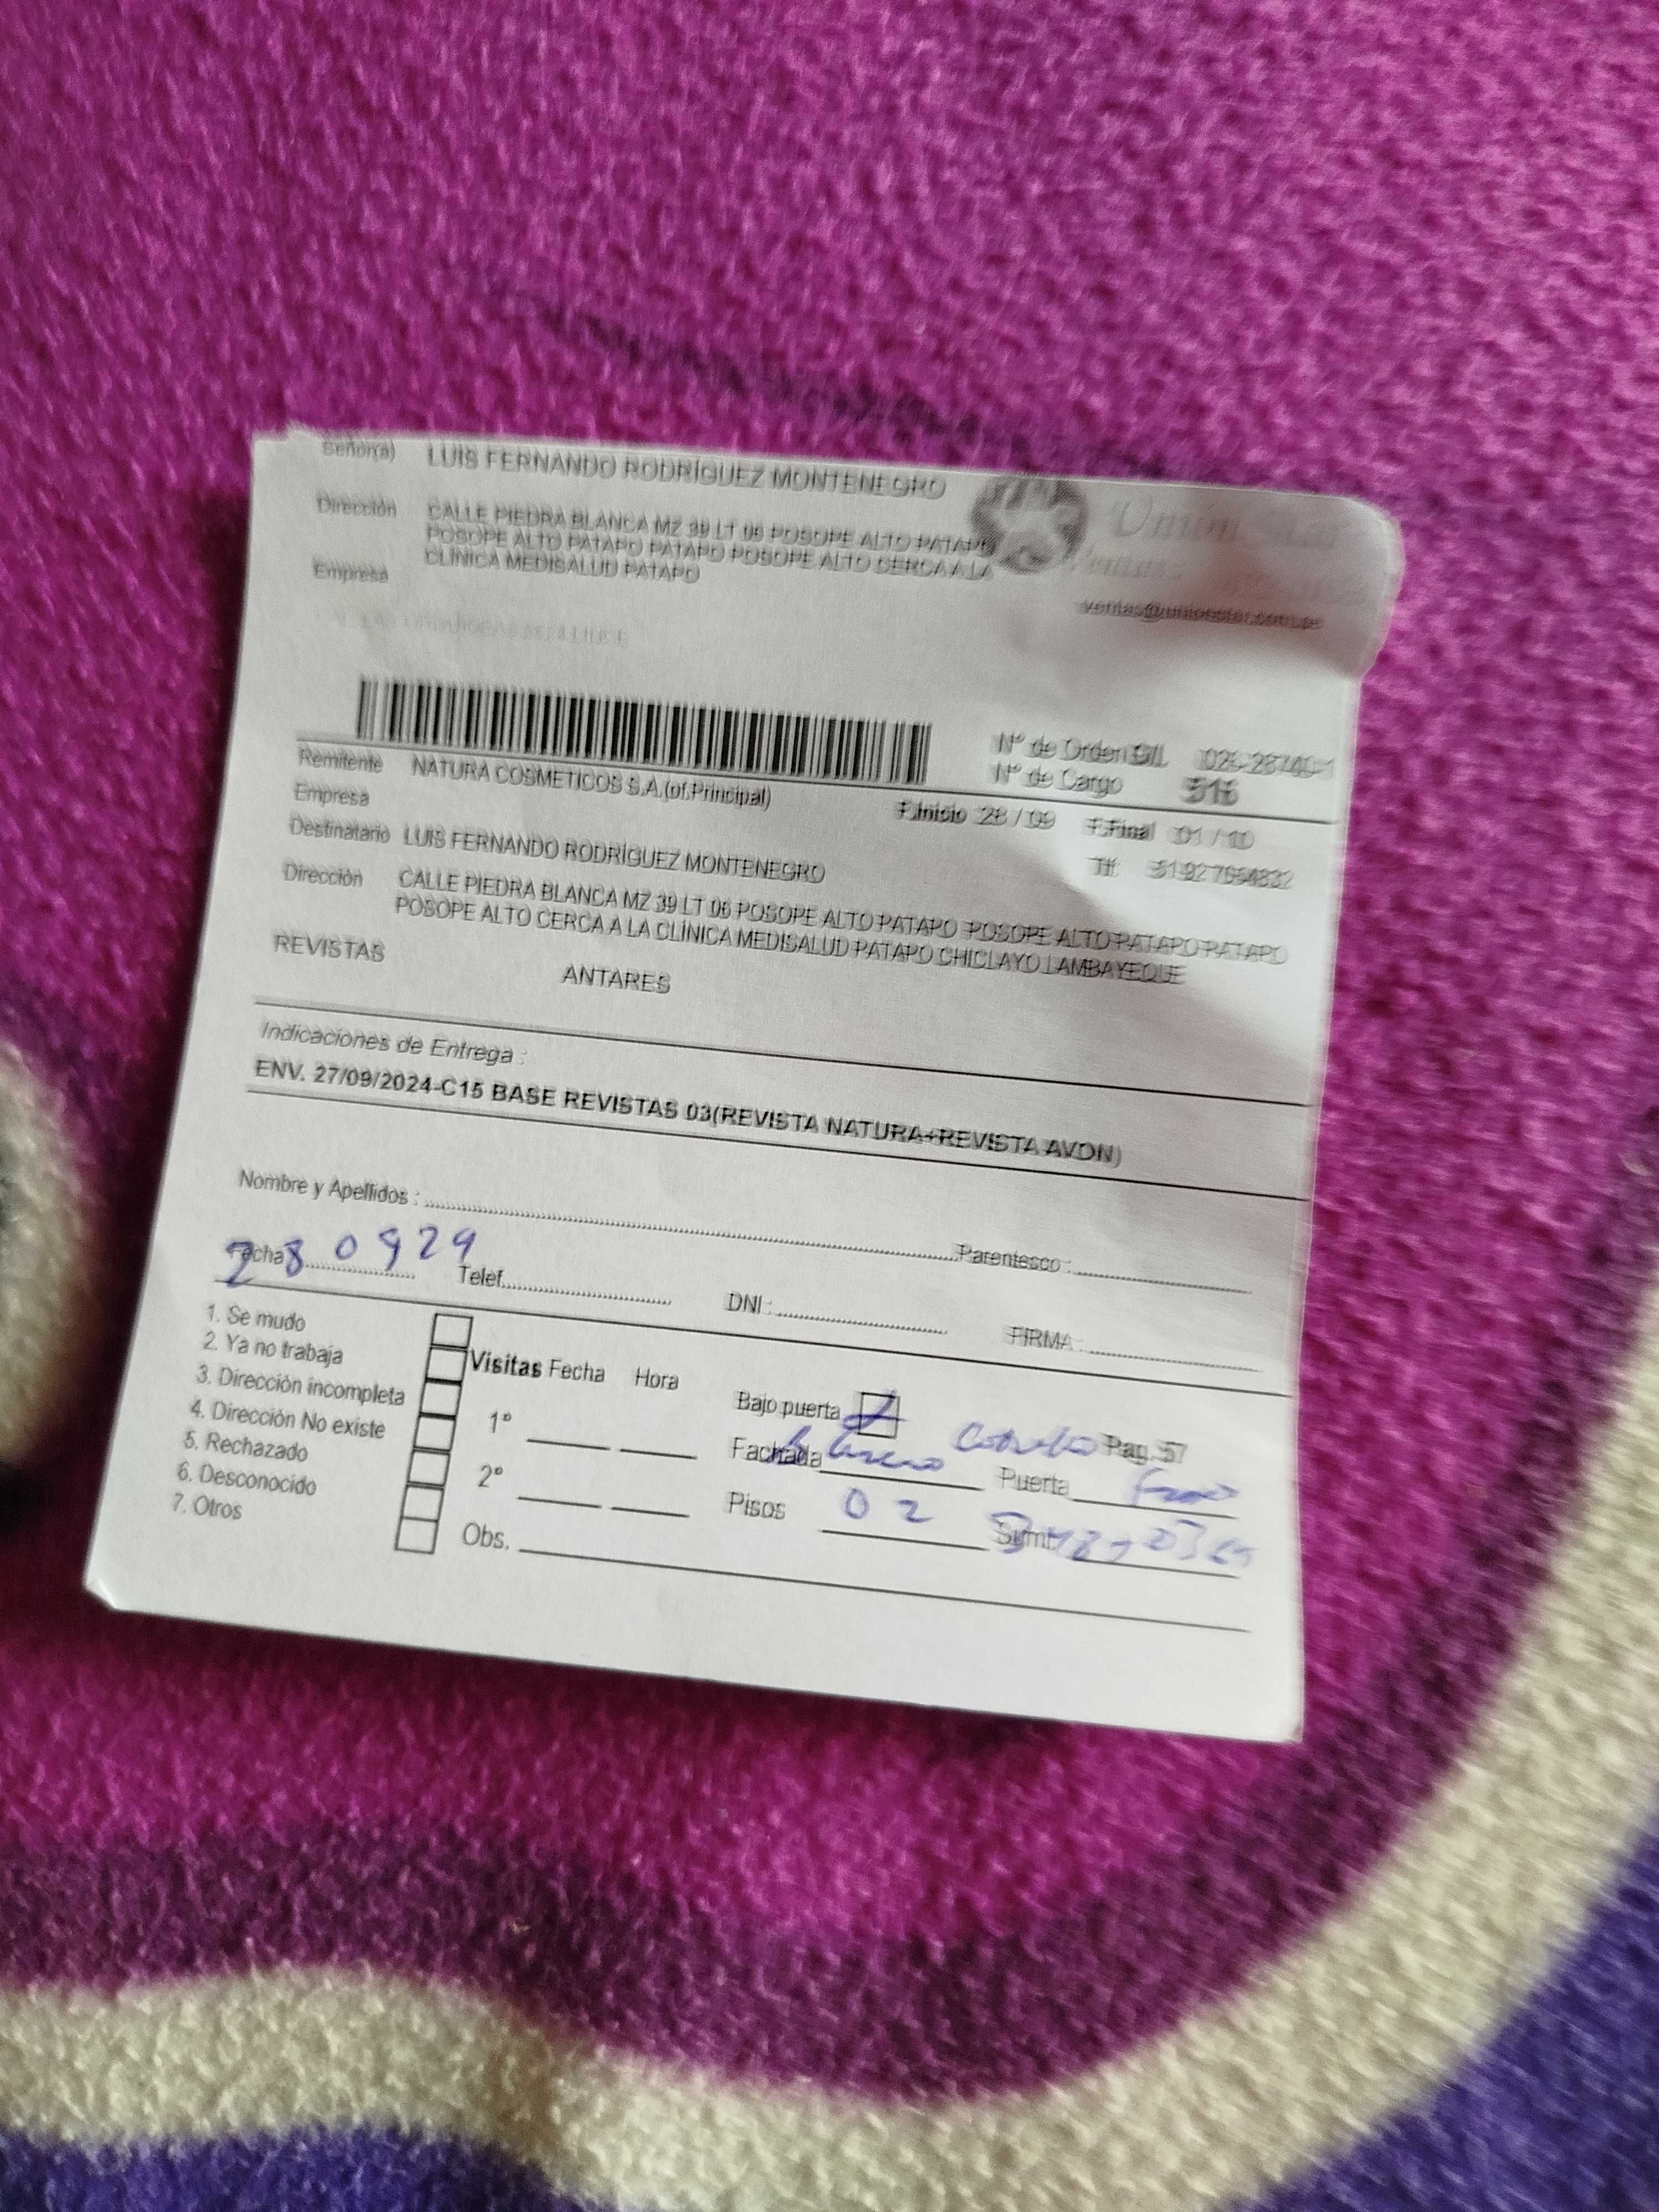 Señor(a) LUIS FERNANDO RODRÍGUEZ MONTENEGRO
Dirección CALLE PIEDRA BLANCA MZ 39 LT 06 POSOPE ALTO PATAPO
POSOPE ALTO PATAPO PATAPO POSOPE ALTO CERCA A LA
CLÍNICA MEDISALUD PATAPO
Empresa
Unión
ventas@unionstar.com.pe
Nº de Orden
Nº de Cargo 516
Remitente NATURA COSMETICOS S.A.(of.Principal)
Empresa F.Inicio 28 / 09 F.Final 01 / 10
Destinatario LUIS FERNANDO RODRÍGUEZ MONTENEGRO Tlf.
Dirección CALLE PIEDRA BLANCA MZ 39 LT 06 POSOPE ALTO PATAPO POSOPE ALTO PATAPO PATAPO
POSOPE ALTO CERCA A LA CLÍNICA MEDISALUD PATAPO CHICLAYO LAMBAYEQUE
REVISTAS ANTARES
Indicaciones de Entrega :
ENV. 27/09/2024-C15 BASE REVISTAS 03(REVISTA NATURA+REVISTA AVON)
Nombre y Apellidos : Parentesco :
Fecha 280924 Telef. DNI : FIRMA :
1. Se mudo
2. Ya no trabaja
3. Dirección incompleta
4. Dirección No existe
5. Rechazado
6. Desconocido
7. Otros
Visitas Fecha Hora
1°
2°
Obs.
Bajo puerta Pag. 57
Fachada Puerta
Pisos 02 Sumi.